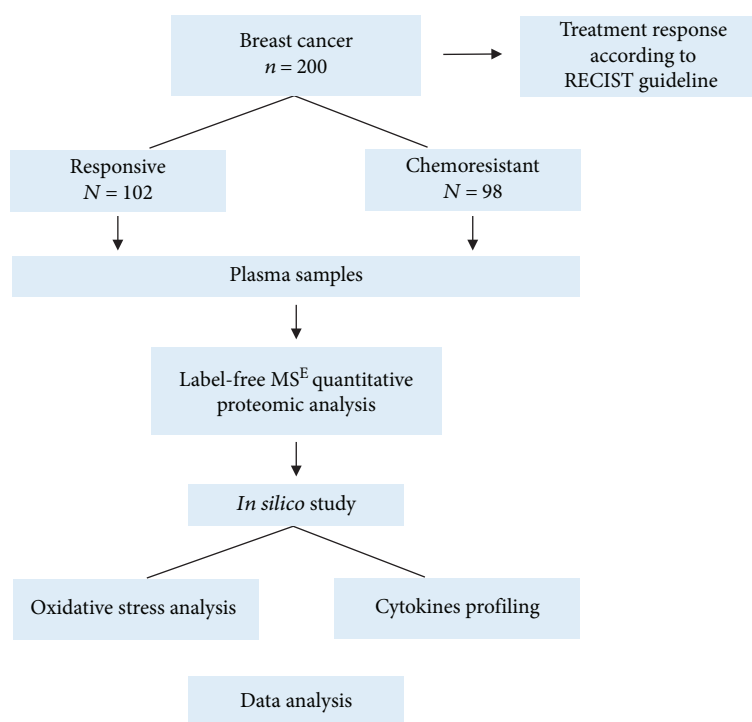 Breast cancer
n = 200
Treatment response
according to
RECIST guideline
Responsive
N = 102
Chemoresistant
N = 98
Plasma samples
Label-free MSᴱ quantitative
proteomic analysis
In silico study
Oxidative stress analysis
Cytokines profiling
Data analysis